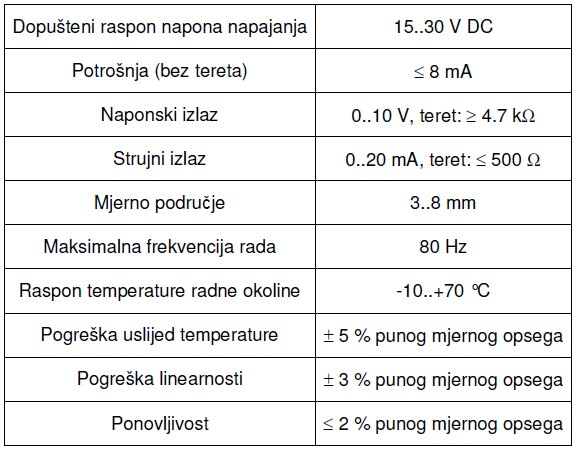 Dopušteni raspon napona napajanja 15..30 V DC
Potrošnja (bez tereta) ≤ 8 mA
Naponski izlaz 0..10 V, teret: ≥ 4.7 kΩ
Strujni izlaz 0..20 mA, teret: ≤ 500 Ω
Mjerno područje 3..8 mm
Maksimalna frekvencija rada 80 Hz
Raspon temperature radne okoline -10..+70 °C
Pogreška uslijed temperature ± 5 % punog mjernog opsega
Pogreška linearnosti ± 3 % punog mjernog opsega
Ponovljivost ≤ 2 % punog mjernog opsega